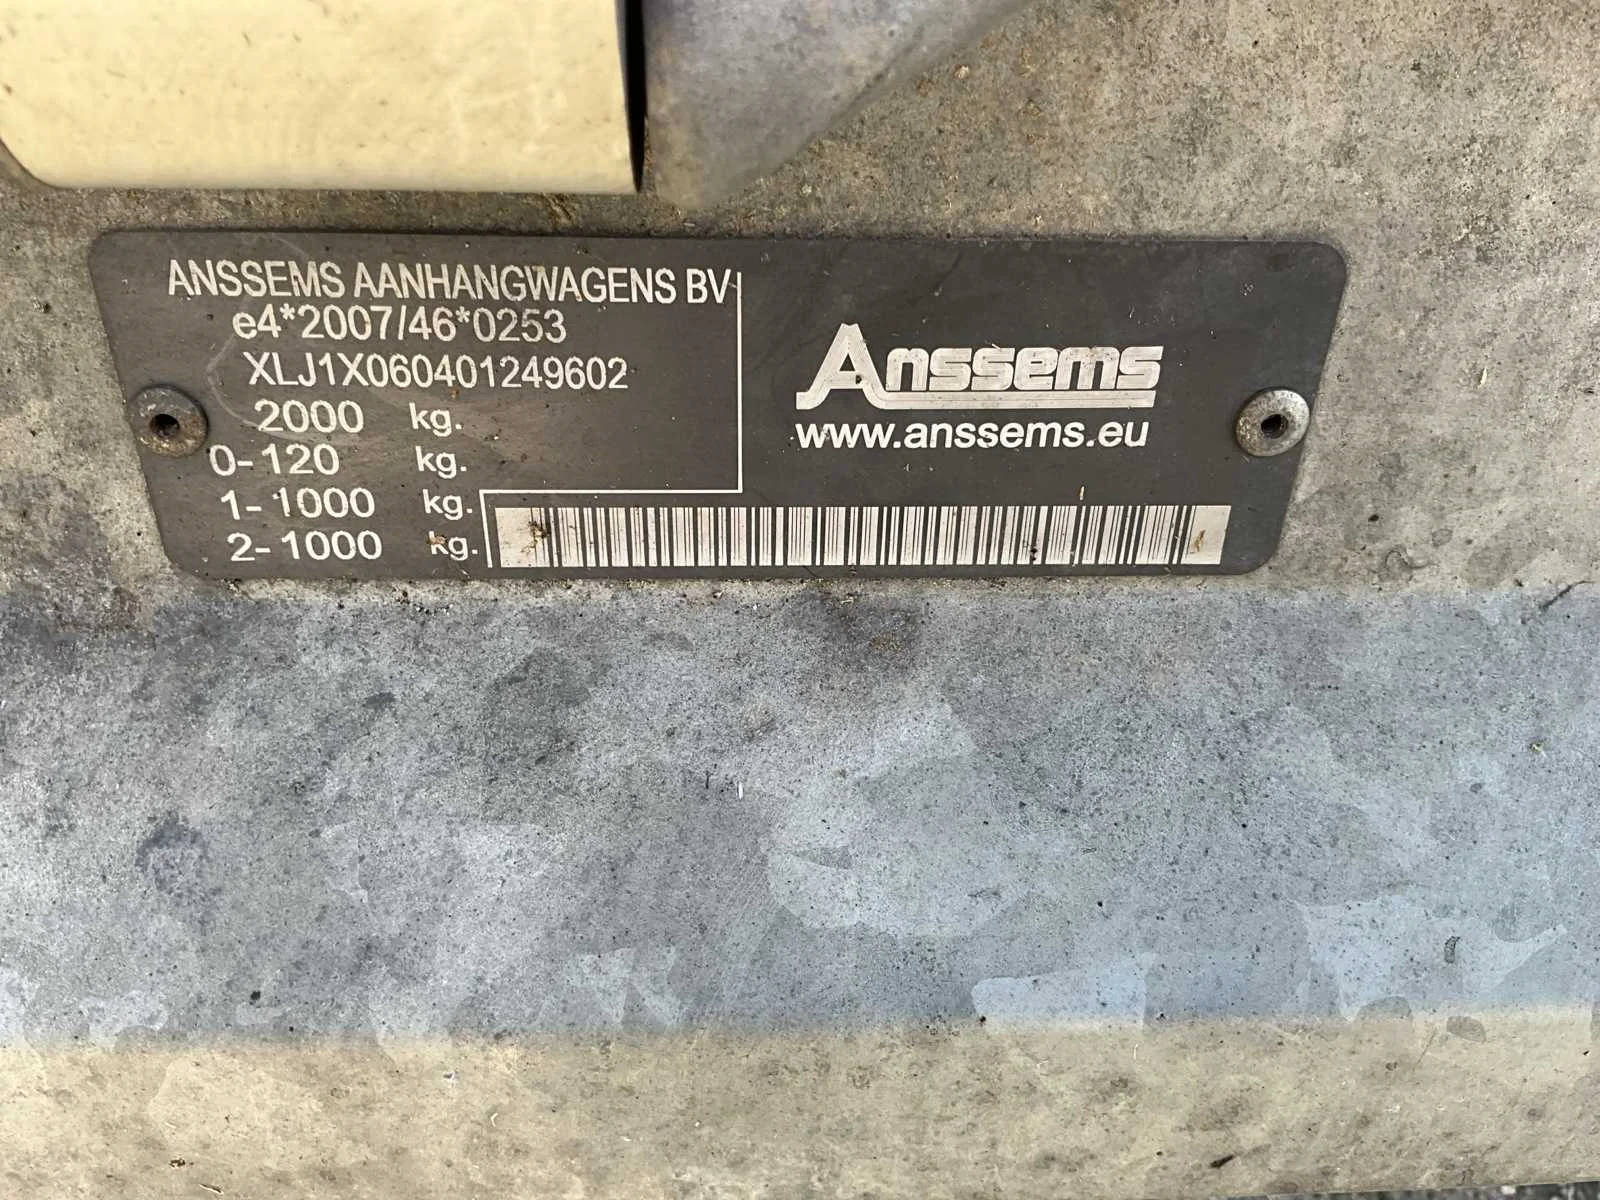 ANSSEMS AANHANGWAGENS BV
e4*2007/46*0253
XLJ1X060401249602
2000 kg.
0-120 kg.
1-1000 kg.
2-1000 kg.
Anssems
www.anssems.eu